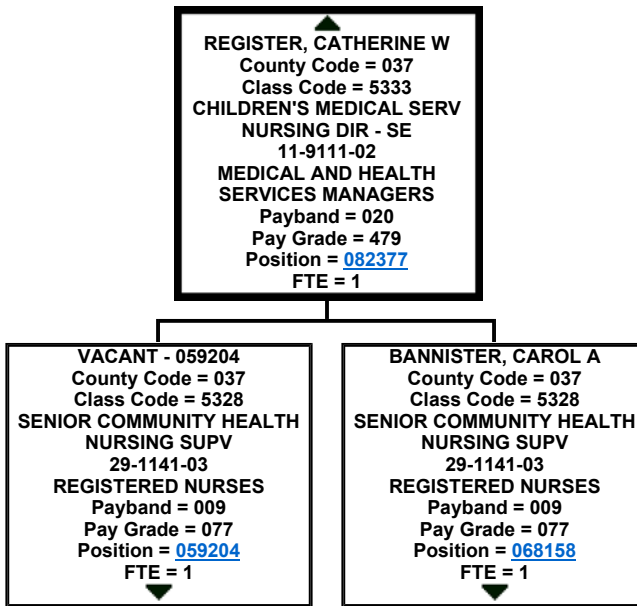 REGISTER, CATHERINE W
County Code = 037
Class Code = 5333
CHILDREN'S MEDICAL SERV
NURSING DIR - SE
11-9111-02
MEDICAL AND HEALTH
SERVICES MANAGERS
Payband = 020
Pay Grade = 479
Position = 082377
FTE = 1
VACANT - 059204
County Code = 037
Class Code = 5328
SENIOR COMMUNITY HEALTH
NURSING SUPV
29-1141-03
REGISTERED NURSES
Payband = 009
Pay Grade = 077
Position = 059204
FTE = 1
BANNISTER, CAROL A
County Code = 037
Class Code = 5328
SENIOR COMMUNITY HEALTH
NURSING SUPV
29-1141-03
REGISTERED NURSES
Payband = 009
Pay Grade = 077
Position = 068158
FTE = 1